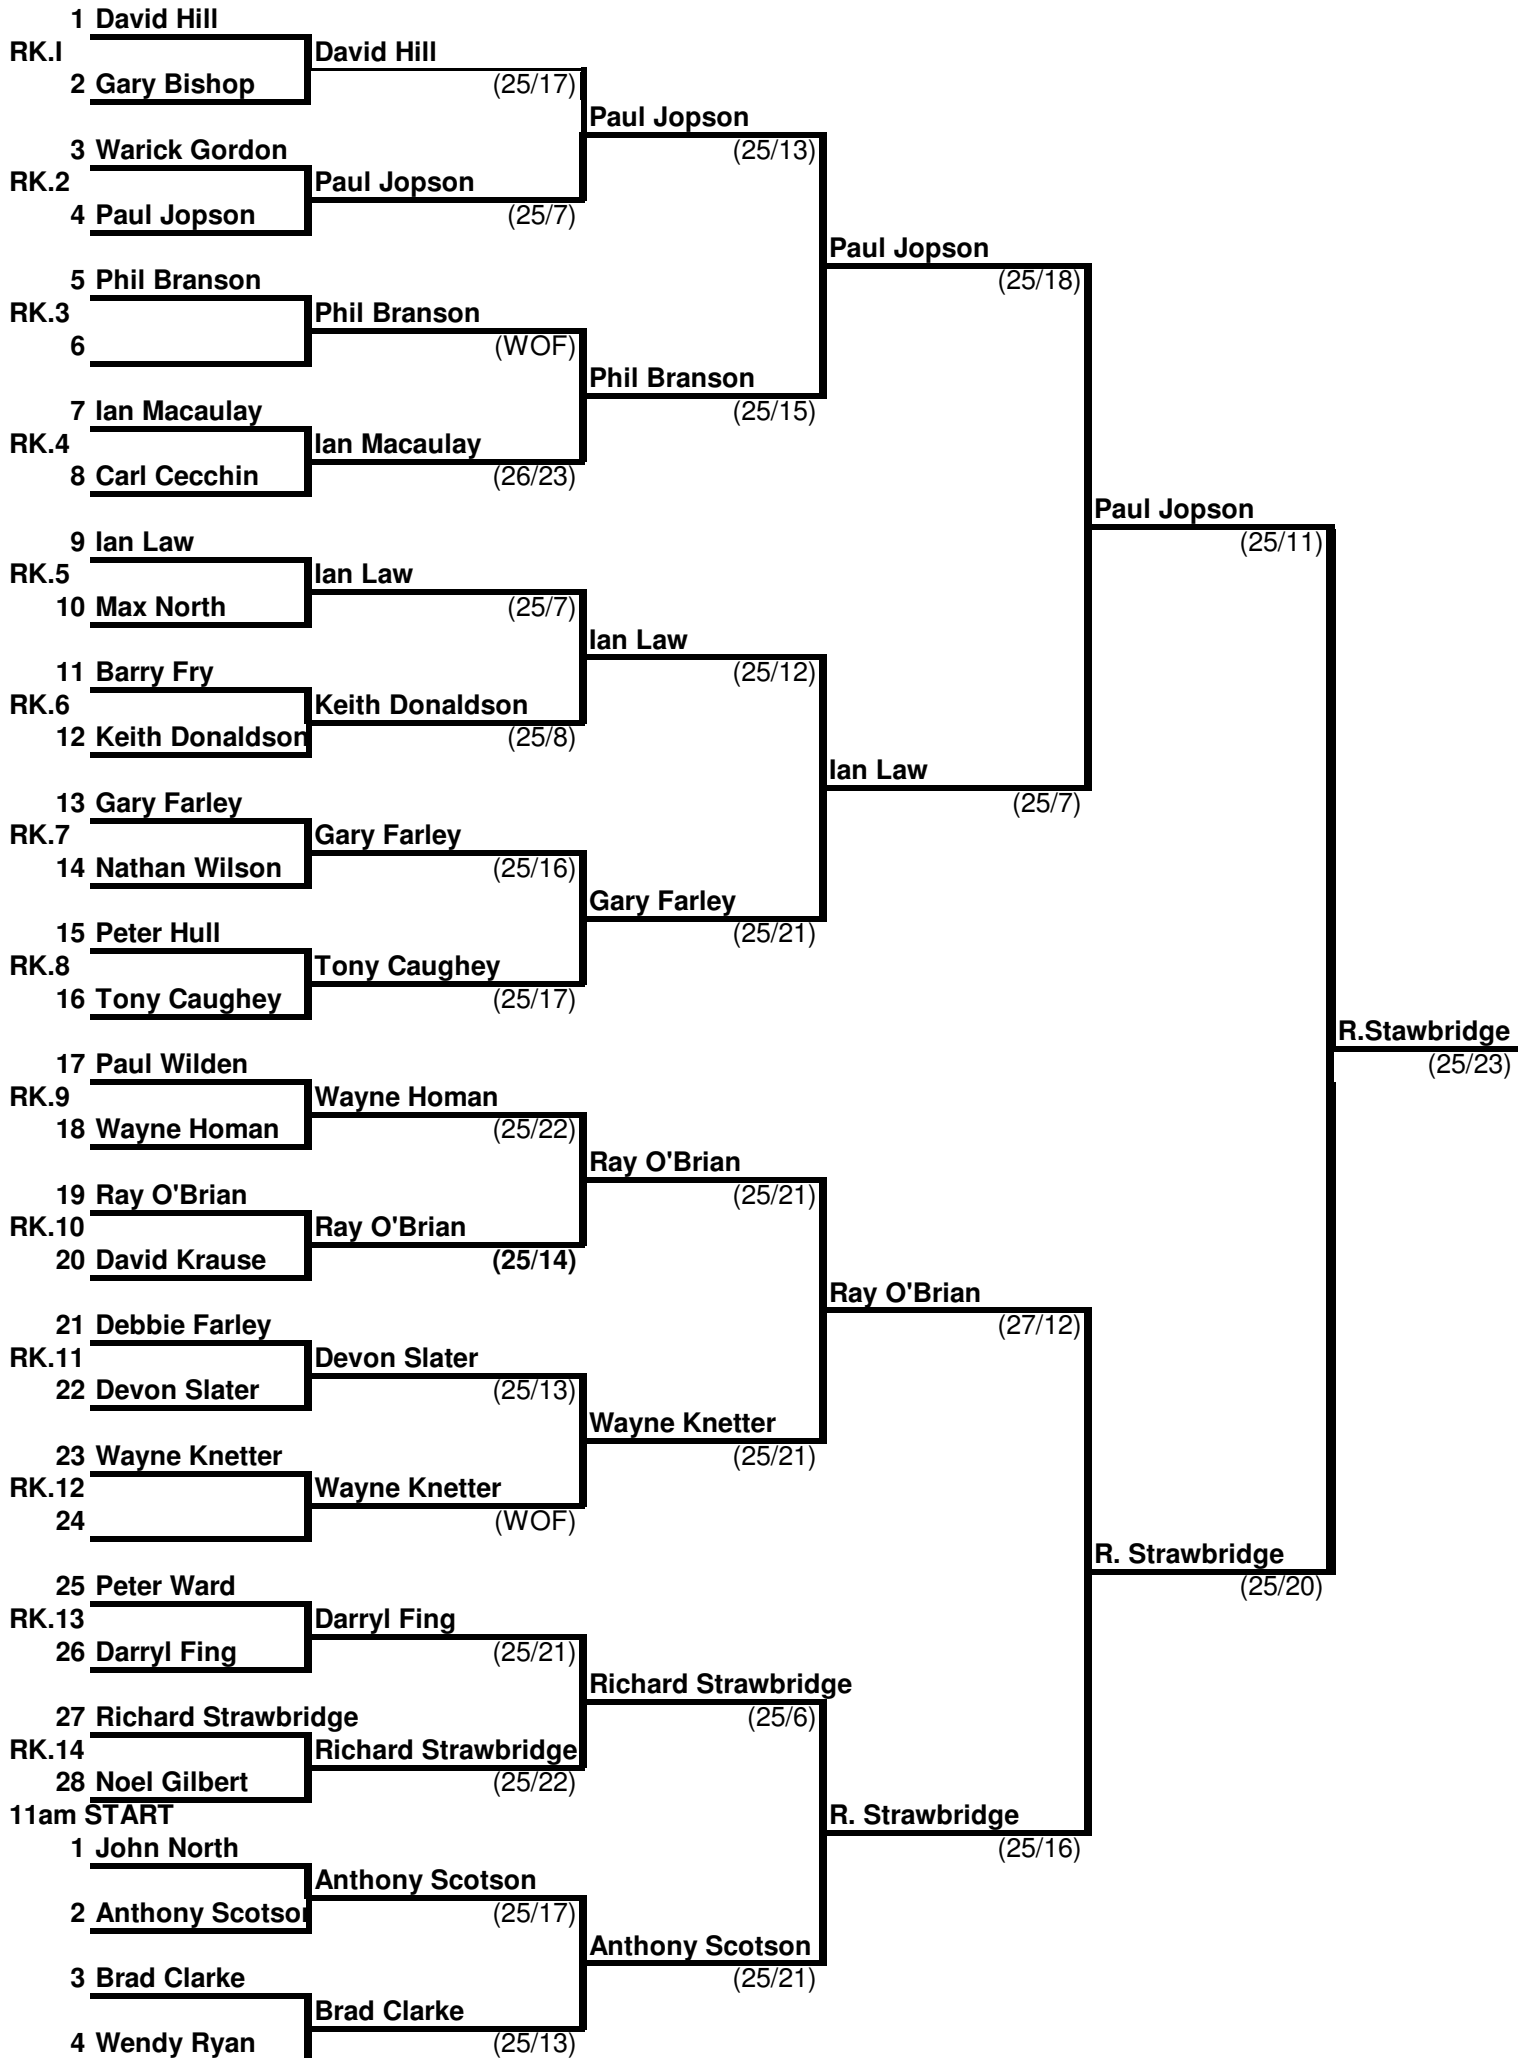 1 David Hill
RK.I David Hill
2 Gary Bishop (25/17)
Paul Jopson
3 Warick Gordon (25/13)
RK.2 Paul Jopson
4 Paul Jopson (25/7)
Paul Jopson
5 Phil Branson (25/18)
RK.3 Phil Branson
6 (WOF)
Phil Branson
7 Ian Macaulay (25/15)
RK.4 Ian Macaulay
8 Carl Cecchin (26/23)
Paul Jopson
9 Ian Law (25/11)
RK.5 Ian Law
10 Max North (25/7)
Ian Law
11 Barry Fry (25/12)
RK.6 Keith Donaldson
12 Keith Donaldson (25/8)
Ian Law
13 Gary Farley (25/7)
RK.7 Gary Farley
14 Nathan Wilson (25/16)
Gary Farley
15 Peter Hull (25/21)
RK.8 Tony Caughey
16 Tony Caughey (25/17)
R.Stawbridge
17 Paul Wilden (25/23)
RK.9 Wayne Homan
18 Wayne Homan (25/22)
Ray O'Brian
19 Ray O'Brian (25/21)
RK.10 Ray O'Brian
20 David Krause (25/14)
Ray O'Brian
21 Debbie Farley (27/12)
RK.11 Devon Slater
22 Devon Slater (25/13)
Wayne Knetter
23 Wayne Knetter (25/21)
RK.12 Wayne Knetter
24 (WOF)
R. Strawbridge
25 Peter Ward (25/20)
RK.13 Darryl Fing
26 Darryl Fing (25/21)
Richard Strawbridge
27 Richard Strawbridge (25/6)
RK.14 Richard Strawbridge
28 Noel Gilbert (25/22)
11am START R. Strawbridge
1 John North (25/16)
Anthony Scotson
2 Anthony Scotson (25/17)
Anthony Scotson
3 Brad Clarke (25/21)
Brad Clarke
4 Wendy Ryan (25/13)